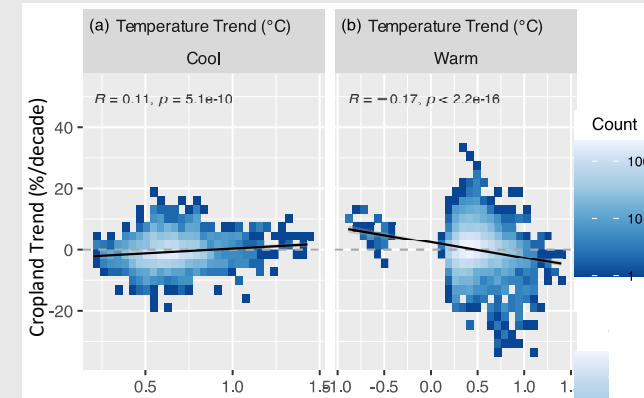 (a) Temperature Trend (°C)
Cool
(b) Temperature Trend (°C)
Warm
R = 0.11, p = 5.1e-10
R = −0.17, p < 2.2e-16
Cropland Trend (%/decade)
40
20
0
-20
0.5
1.0
-0.5
0.0
0.5
1.0
Count
10
1